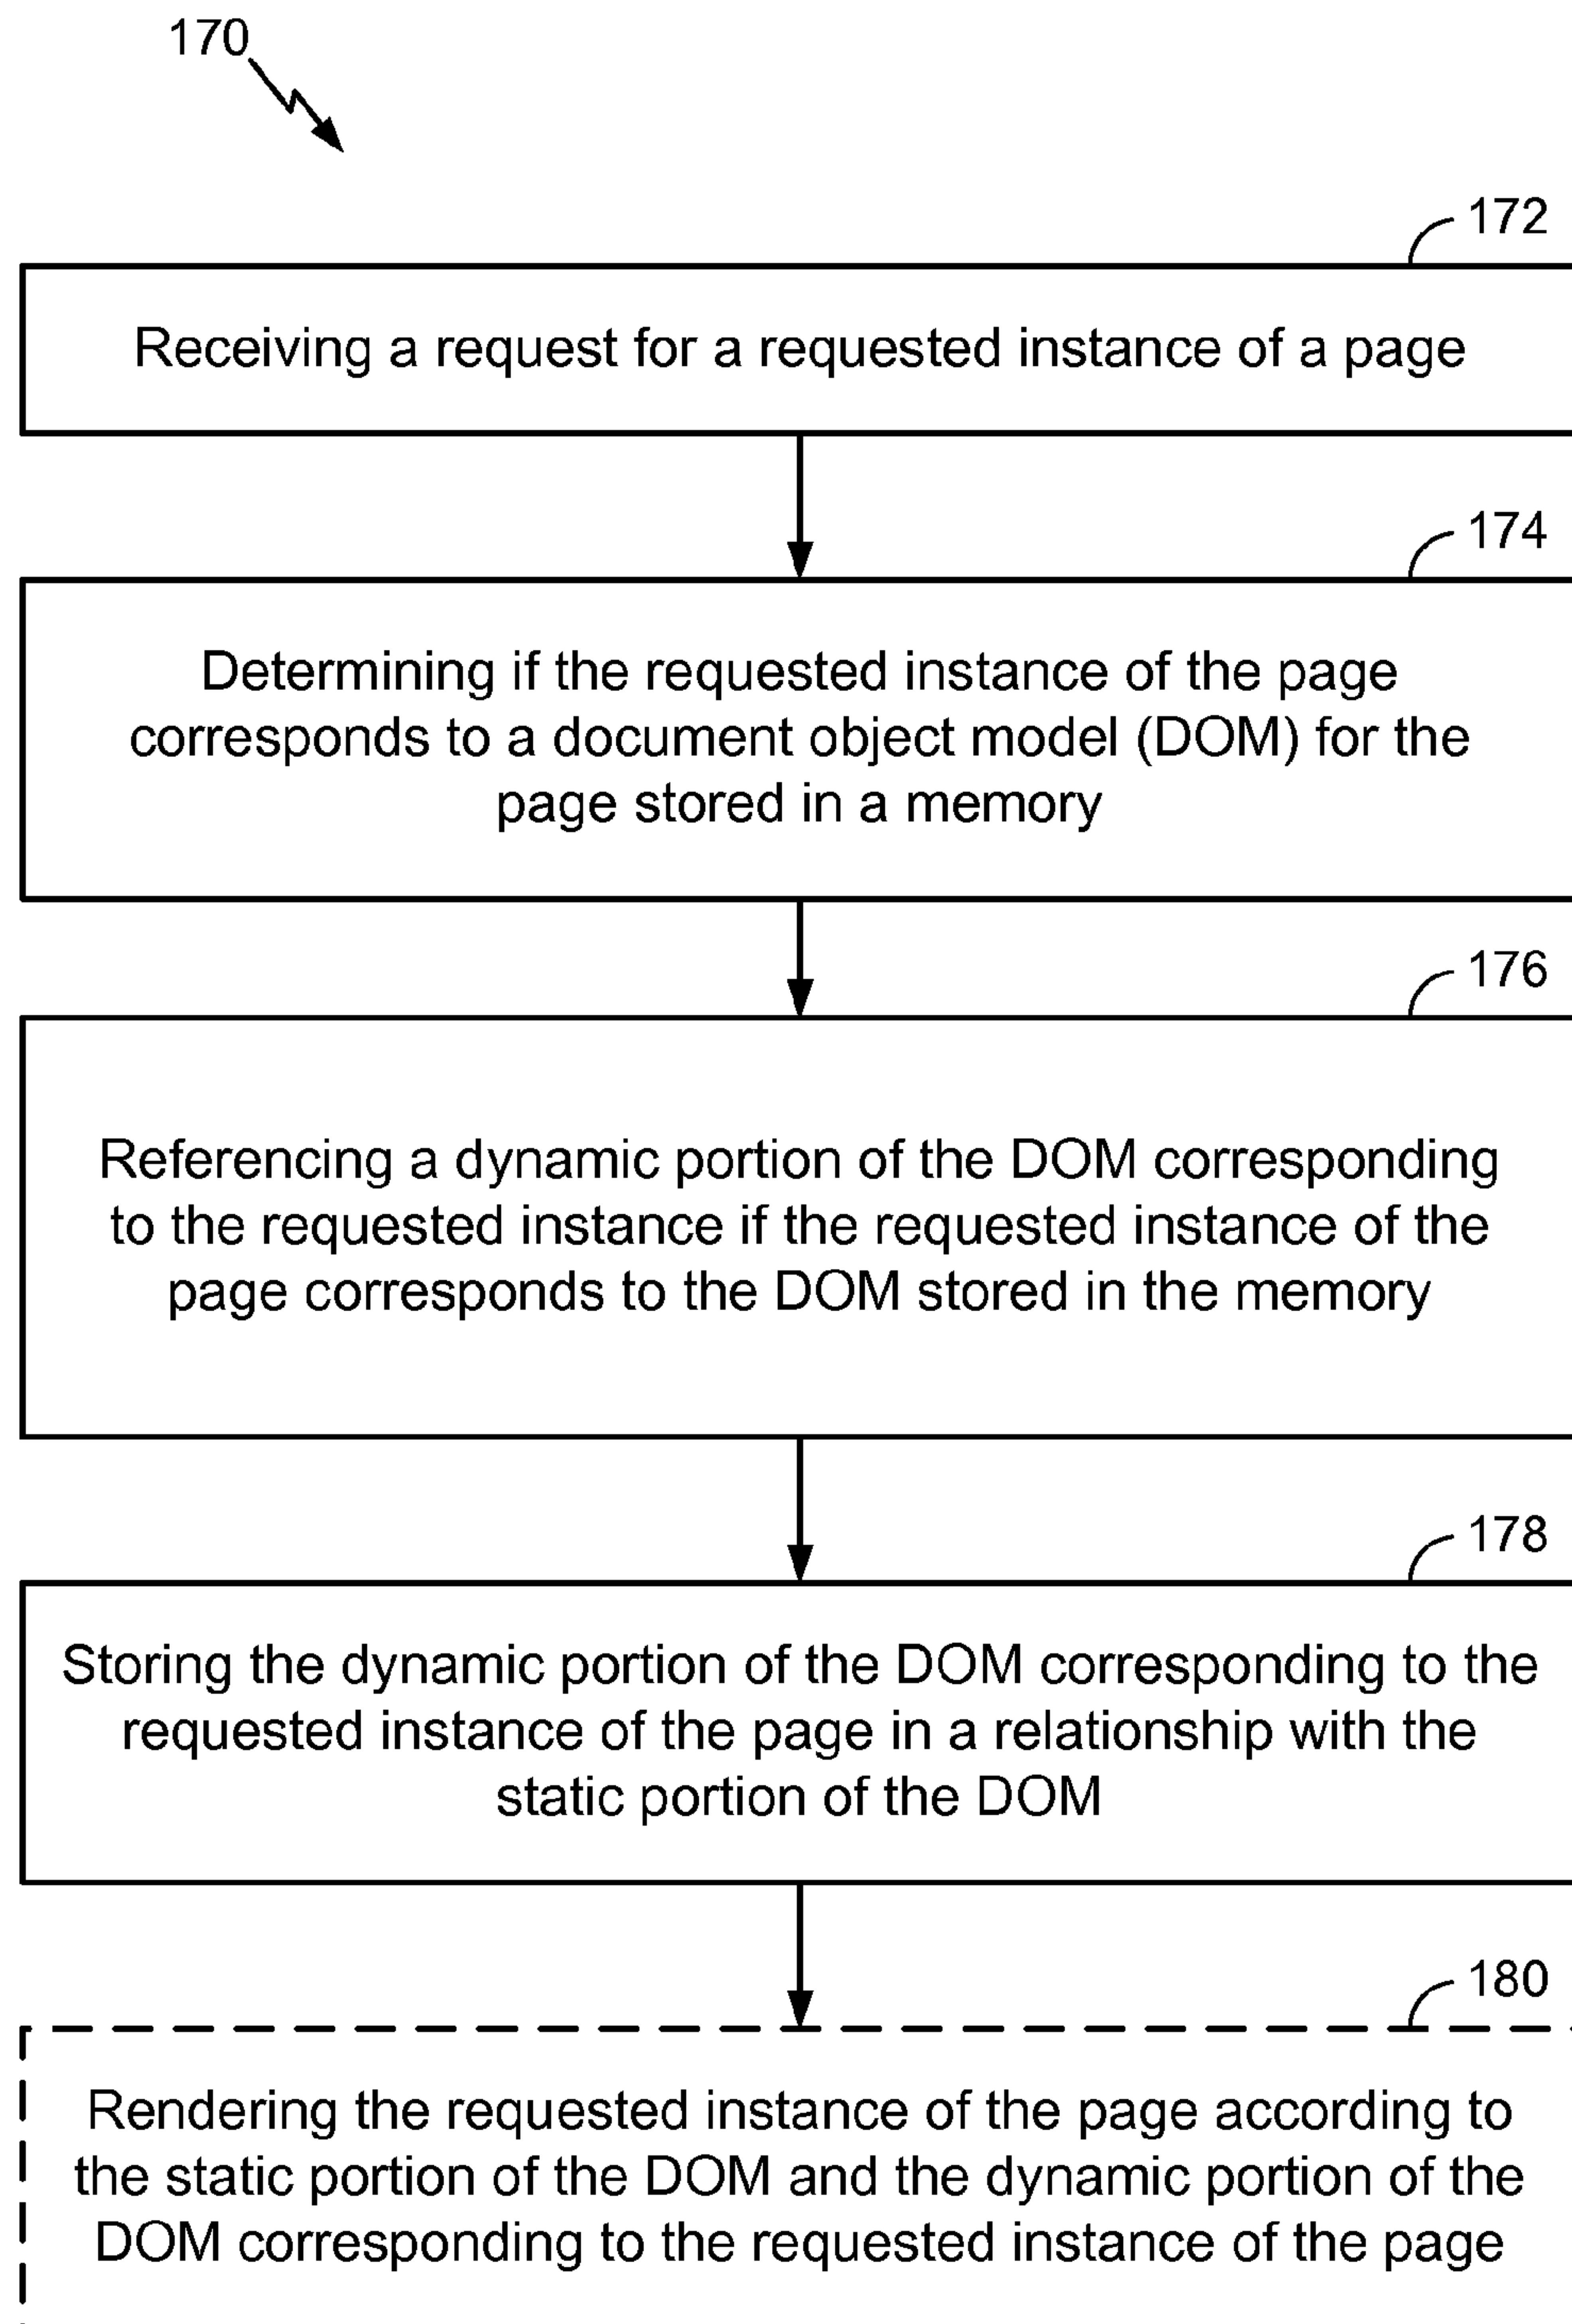 170
172
Receiving a request for a requested instance of a page
174
Determining if the requested instance of the page
corresponds to a document object model (DOM) for the
page stored in a memory
176
Referencing a dynamic portion of the DOM corresponding
to the requested instance if the requested instance of the
page corresponds to the DOM stored in the memory
178
Storing the dynamic portion of the DOM corresponding to the
requested instance of the page in a relationship with the
static portion of the DOM
180
Rendering the requested instance of the page according to
the static portion of the DOM and the dynamic portion of the
DOM corresponding to the requested instance of the page